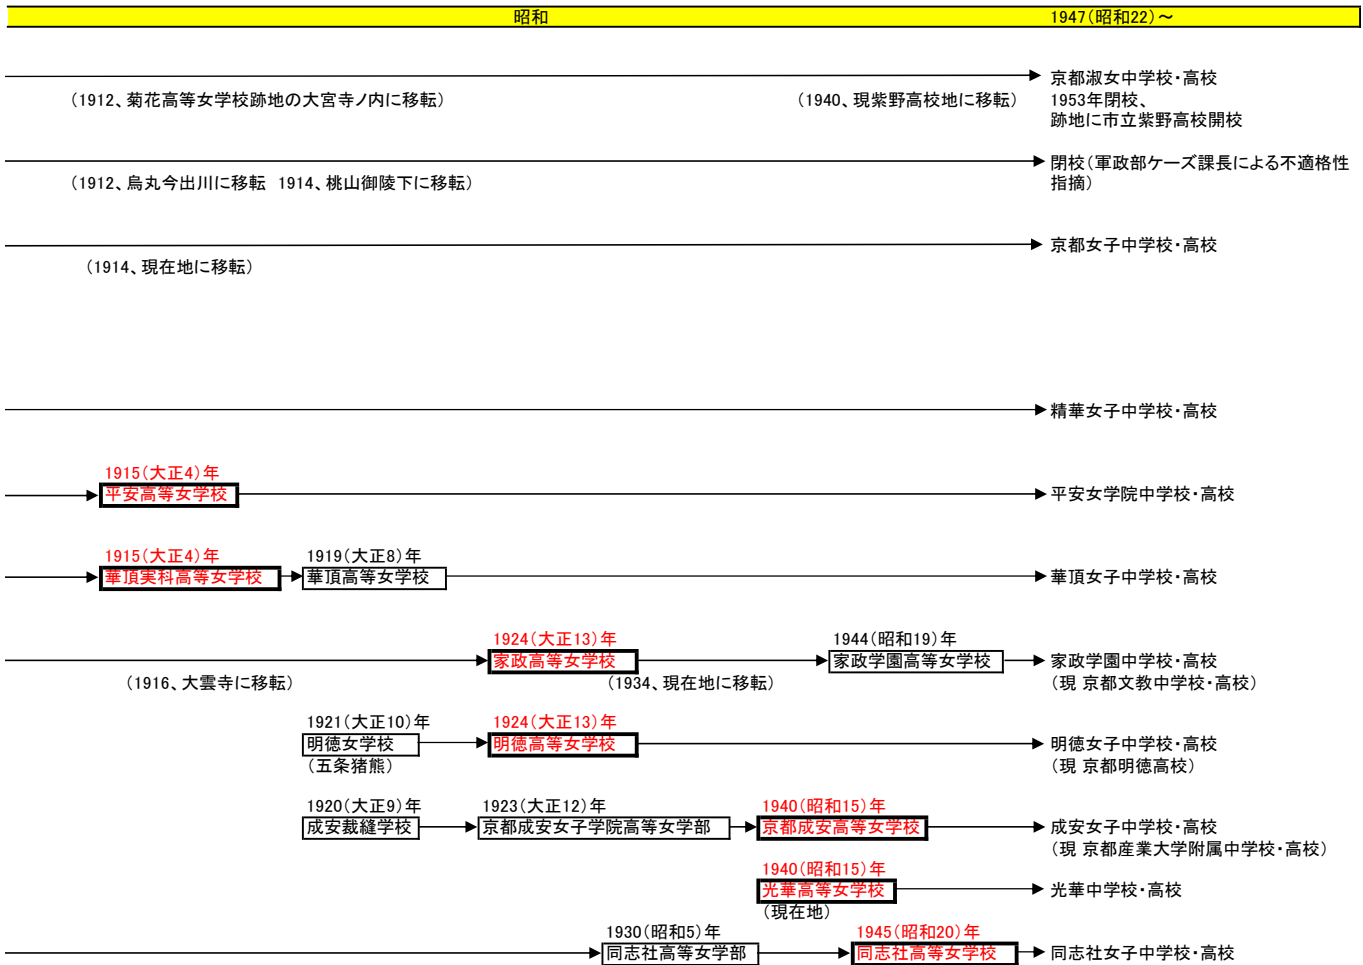 昭和 1947(昭和22)～
京都淑女中学校・高校
(1912、菊花高等女学校跡地の大宮寺ノ内に移転) (1940、現紫野高校地に移転) 1953年閉校、
跡地に市立紫野高校開校
閉校(軍政部ケーズ課長による不適格性
(1912、烏丸今出川に移転 1914、桃山御陵下に移転) 指摘)
京都女子中学校・高校
(1914、現在地に移転)
精華女子中学校・高校
1915(大正4)年
平安高等女学校 平安女学院中学校・高校
1915(大正4)年 1919(大正8)年
華頂実科高等女学校 華頂高等女学校 華頂女子中学校・高校
1924(大正13)年 1944(昭和19)年
家政高等女学校 家政学園高等女学校 家政学園中学校・高校
(1916、大雲寺に移転) (1934、現在地に移転) (現 京都文教中学校・高校)
1921(大正10)年 1924(大正13)年
明徳女学校 明徳高等女学校 明徳女子中学校・高校
(五条猪熊) (現 京都明徳高校)
1920(大正9)年 1923(大正12)年 1940(昭和15)年
成安裁縫学校 京都成安女子学院高等女学部 京都成安高等女学校 成安女子中学校・高校
(現 京都産業大学附属中学校・高校)
1940(昭和15)年
光華高等女学校 光華中学校・高校
(現在地)
1930(昭和5)年 1945(昭和20)年
同志社高等女学部 同志社高等女学校 同志社女子中学校・高校